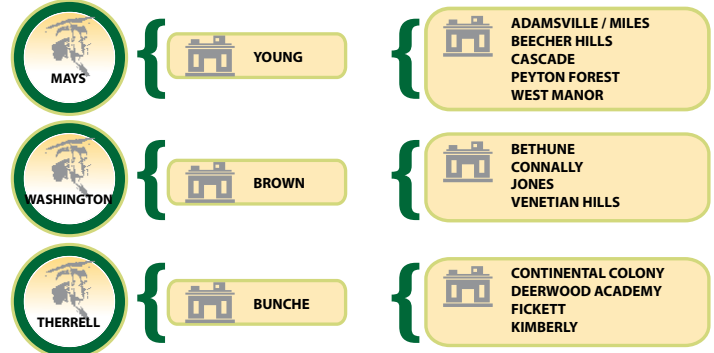 MAYS
YOUNG
ADAMSVILLE / MILES
BEECHER HILLS
CASCADE
PEYTON FOREST
WEST MANOR
WASHINGTON
BROWN
BETHUNE
CONNALLY
JONES
VENETIAN HILLS
THERRELL
BUNCHE
CONTINENTAL COLONY
DEERWOOD ACADEMY
FICKETT
KIMBERLY